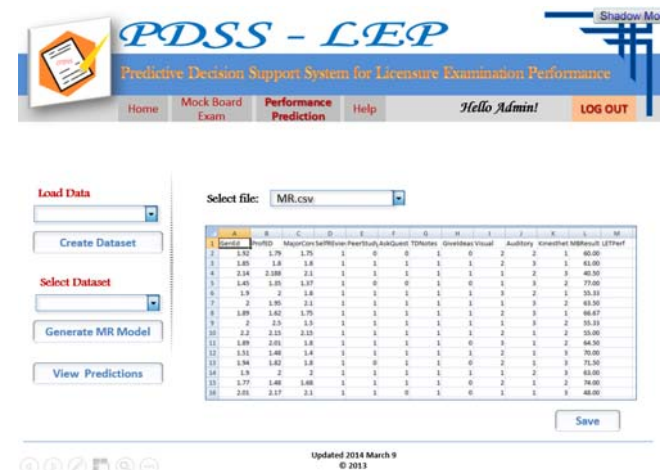 Shadow Mo
PDSS - LEP
Predictive Decision Support System for Licensure Examination Performance
Home Mock Board Exam Performance Prediction Help Hello Admin! LOG OUT
Load Data
Create Dataset
Select Dataset
Generate MR Model
View Predictions
Select file: MR.csv
A B C D E F G H I J K L M
1 GenEd ProfED MajorCon SelfREvie PeerStudy AskQuest TDNotes GiveIdeas Visual Auditory Kinesthet MBResult LETPerf
2 1.92 1.79 1.75 1 0 0 1 0 2 2 1 60.00
3 1.85 1.8 1.8 1 1 1 1 1 2 3 1 61.00
4 2.14 2.188 2.1 1 1 1 1 1 2 2 3 40.50
5 1.45 1.35 1.37 1 0 0 1 0 1 3 2 77.00
6 1.9 2 1.8 1 1 1 1 1 3 2 1 55.33
7 2 1.95 2.1 1 1 1 1 1 1 3 2 63.50
8 1.89 1.62 1.75 1 1 1 1 1 2 3 1 66.67
9 2 2.5 1.5 1 1 1 1 1 1 3 2 55.33
10 2.2 2.15 2.15 1 1 1 1 1 2 1 2 55.00
11 1.89 2.01 1.8 1 1 1 1 0 3 1 2 64.50
12 1.51 1.48 1.4 1 1 1 1 1 2 1 3 70.00
13 1.94 1.82 1.8 1 0 1 1 0 2 1 3 71.50
14 1.9 2 2 1 1 1 1 1 1 2 3 63.00
15 1.77 1.48 1.68 1 1 1 1 0 2 1 2 74.00
16 2.01 2.17 2.1 1 1 0 1 0 1 1 3 48.00
Save
Updated 2014 March 9
© 2013